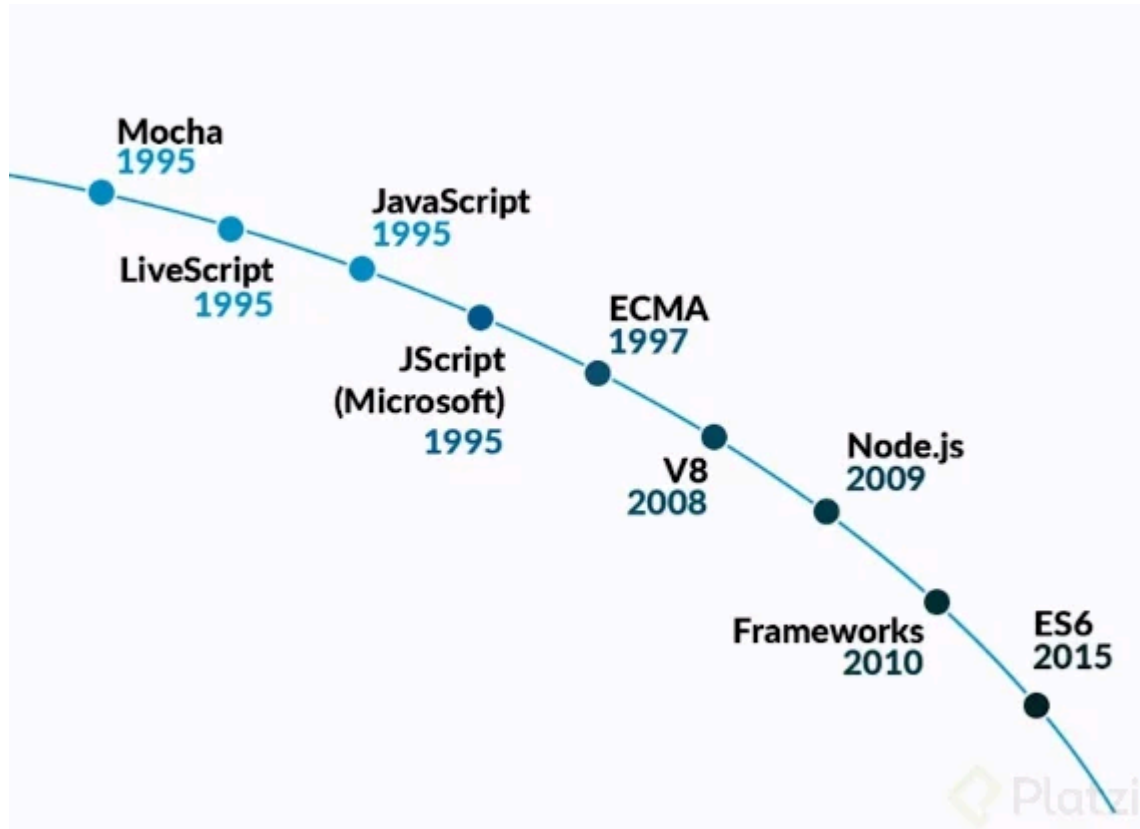 Mocha
1995
LiveScript
1995
JavaScript
1995
JScript
(Microsoft)
1995
ECMA
1997
V8
2008
Node.js
2009
Frameworks
2010
ES6
2015
Platzi